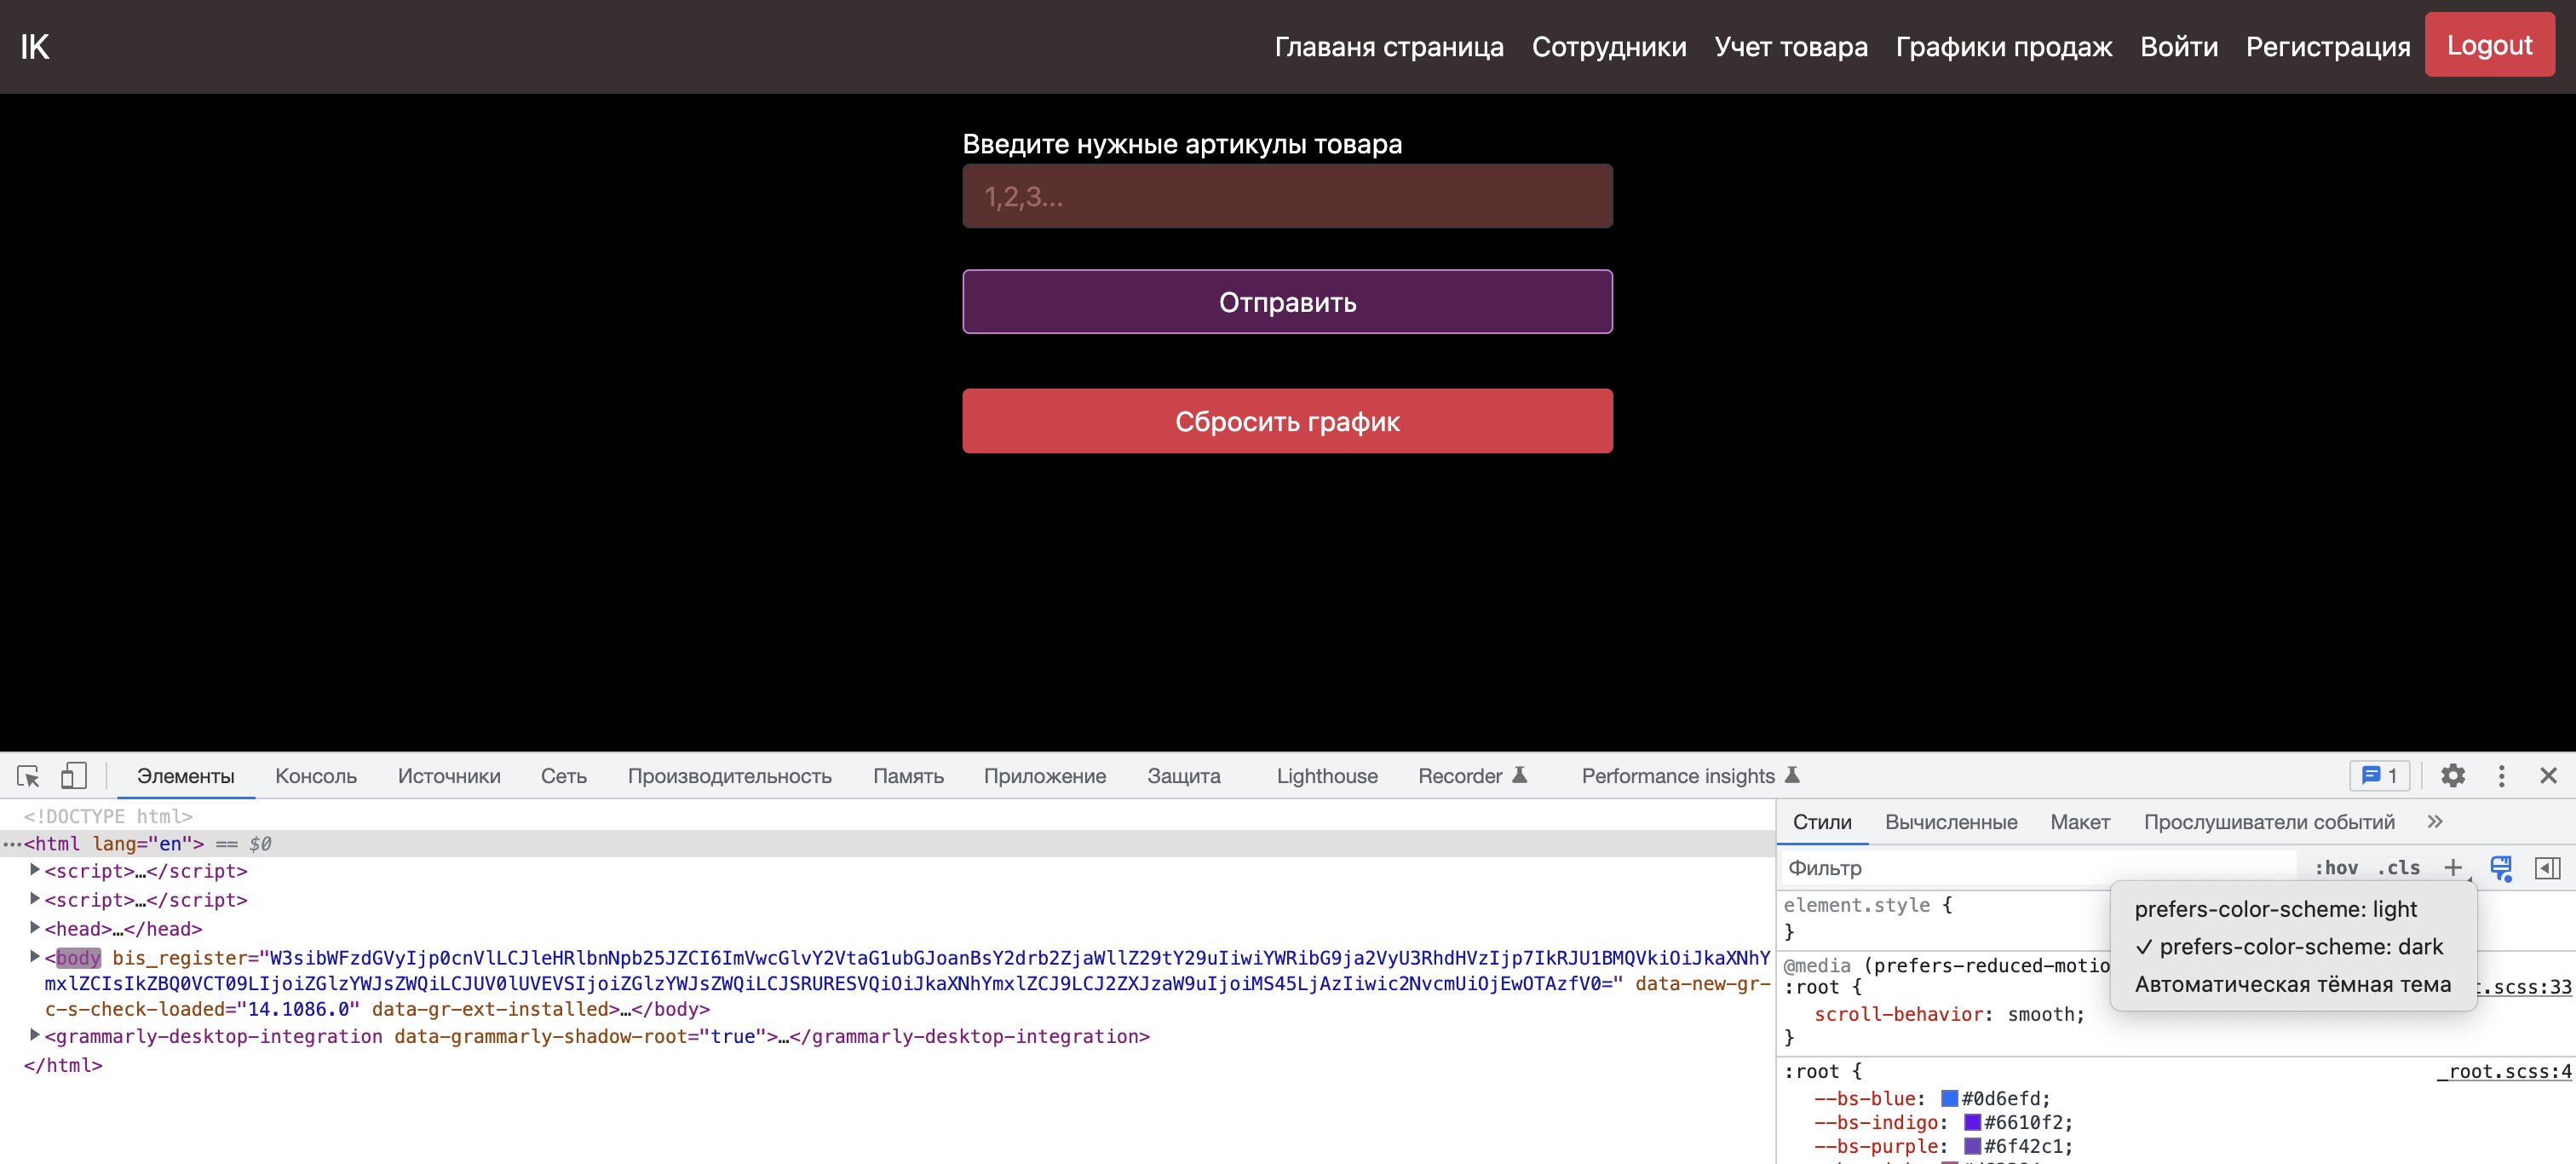 IK
Главаня страница Сотрудники Учет товара Графики продаж Войти Регистрация Logout
Введите нужные артикулы товара
1,2,3...
Отправить
Сбросить график
Элементы Консоль Источники Сеть Производительность Память Приложение Защита Lighthouse Recorder Performance insights 1
<!DOCTYPE html>
<html lang="en"> == $0
<script>…</script>
<script>…</script>
<head>…</head>
<body bis_register="W3sibWFzdGVyIjp0cnVlLCJleHRlbnNpb25JZCI6ImVwcGlvY2VtaG1ubGJoanBsY2drb2ZjaWllZ29tY29uIiwiYWRibG9ja2VyU3RhdHVzIjp7IkRJU1BMQVkiOiJkaXNhY
mxlZCIsIkZBQ0VCT09LIjoiZGlzYWJsZWQiLCJUV0lUVEVSIjoiZGlzYWJsZWQiLCJSRURESVQiOiJkaXNhYmxlZCJ9LCJ2ZXJzaW9uIjoiMS45LjAzIiwic2NvcmUiOjEwOTAzfV0=" data-new-gr-
c-s-check-loaded="14.1086.0" data-gr-ext-installed>…</body>
<grammarly-desktop-integration data-grammarly-shadow-root="true">…</grammarly-desktop-integration>
</html>
Стили Вычисленные Макет Прослушиватели событий
Фильтр :hov .cls
element.style {
}
prefers-color-scheme: light
✓ prefers-color-scheme: dark
Автоматическая тёмная тема
@media (prefers-reduced-motio
:root { t.scss:33
scroll-behavior: smooth;
}
:root { _root.scss:4
--bs-blue: #0d6efd;
--bs-indigo: #6610f2;
--bs-purple: #6f42c1;